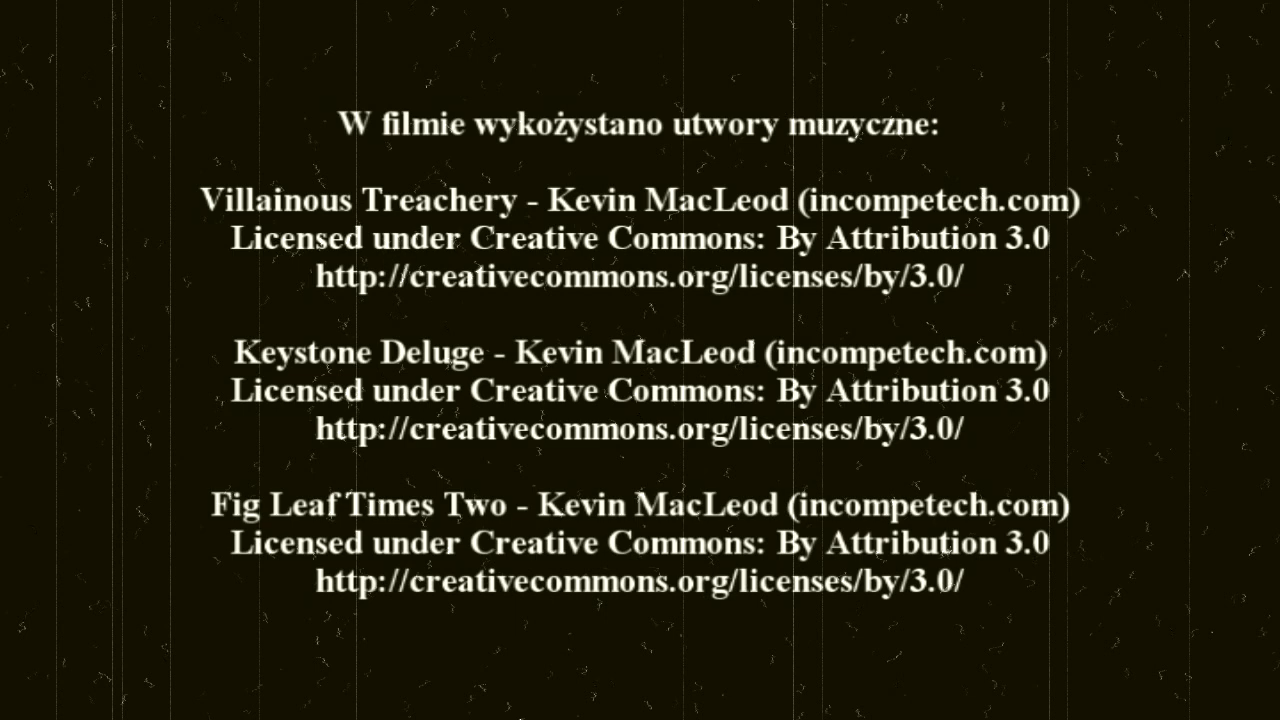 W filmie wykożystano utwory muzyczne:
Villainous Treachery - Kevin MacLeod (incompetech.com)
Licensed under Creative Commons: By Attribution 3.0
http://creativecommons.org/licenses/by/3.0/
Keystone Deluge - Kevin MacLeod (incompetech.com)
Licensed under Creative Commons: By Attribution 3.0
http://creativecommons.org/licenses/by/3.0/
Fig Leaf Times Two - Kevin MacLeod (incompetech.com)
Licensed under Creative Commons: By Attribution 3.0
http://creativecommons.org/licenses/by/3.0/